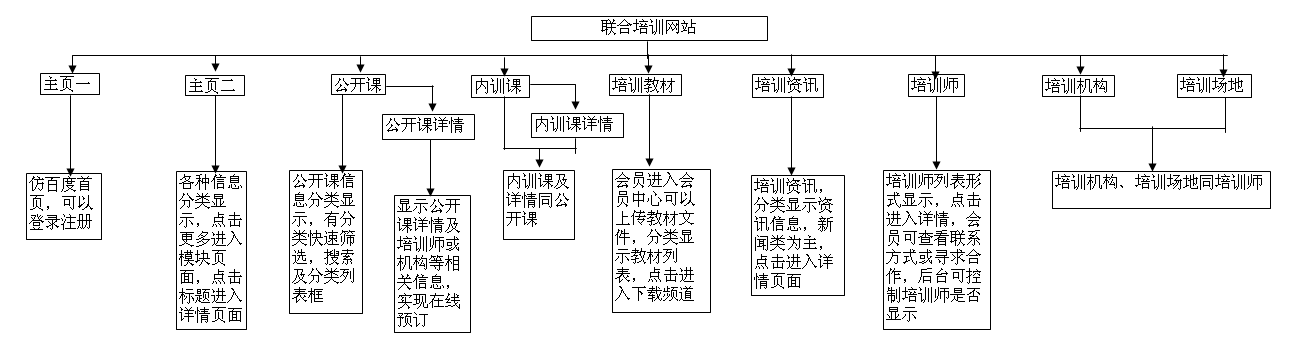 联合培训网站
主页一
主页二
公开课
内训课
培训教材
培训资讯
培训师
培训机构
培训场地
公开课详情
内训课详情
仿百度首
页，可以
登录注册
各种信息
分类显
示，点击
更多进入
模块页
面，点击
标题进入
详情页面
公开课信
息分类显
示，有分
类快速筛
选，搜索
及分类列
表框
显示公开
课详情及
培训师或
机构等相
关信息，
实现在线
预订
内训课及
详情同公
开课
会员进入会
员中心可以
上传教材文
件，分类显
示教材列
表，点击进
入下载频道
培训资讯，
分类显示资
讯信息，新
闻类为主，
点击进入详
情页面
培训师列表形
式显示，点击
进入详情，会
员可查看联系
方式或寻求合
作，后台可控
制培训师是否
显示
培训机构、培训场地同培训师